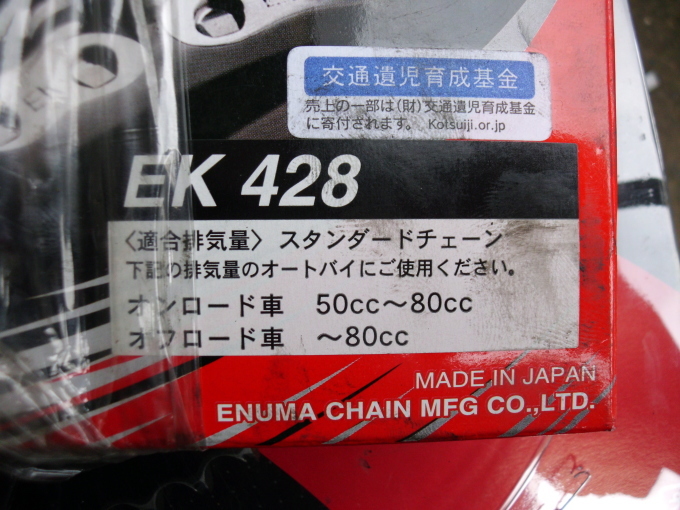 交通遺児育成基金
売上の一部は(財)交通遺児育成基金
に寄付されます。 Kotsuiji.or.jp
EK 428
〈適合排気量〉 スタンダードチェーン
下記の排気量のオートバイにご使用ください。
オンロード車 50cc～80cc
オフロード車 ～80cc
MADE IN JAPAN
ENUMA CHAIN MFG CO.,LTD.